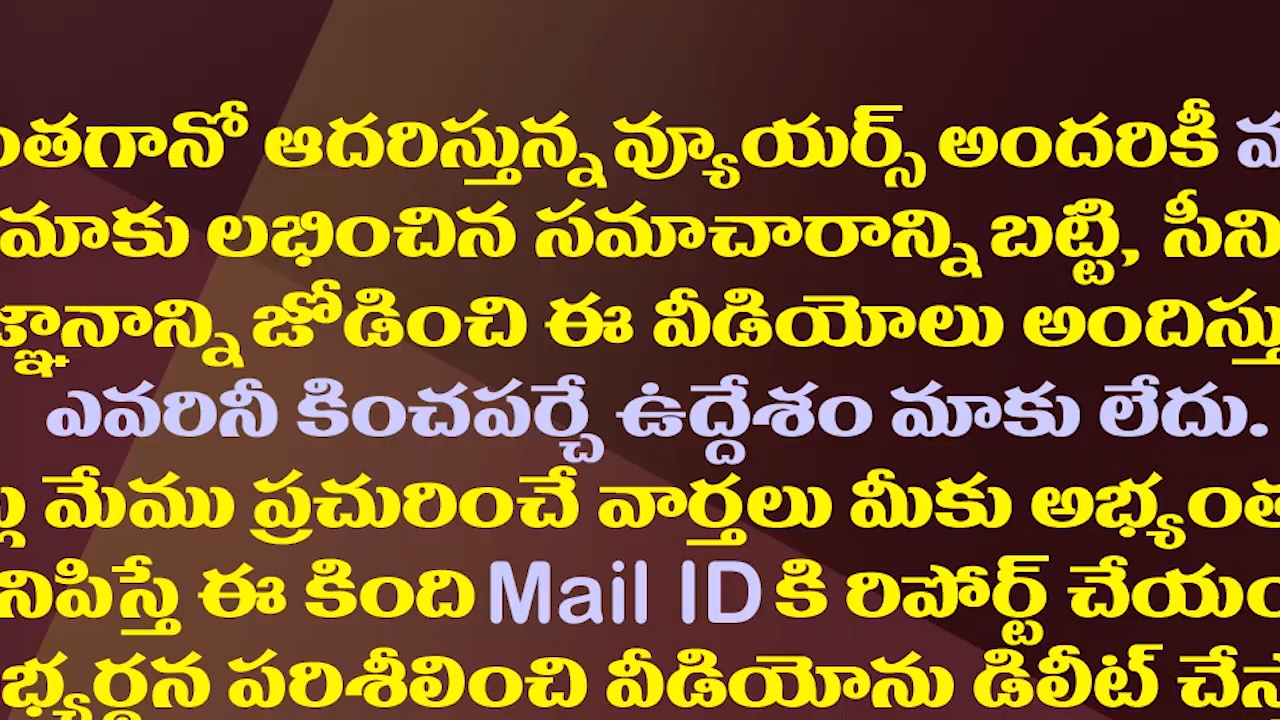 ంతగానో ఆదరిస్తున్న వ్యూయర్స్ అందరికీ
మాకు లభించిన సమాచారాన్ని బట్టి, సీని
జ్ఞానాన్ని జోడించి ఈ వీడియోలు అందిస్తు
ఎవరినీ కించపర్చే ఉద్దేశం మాకు లేదు.
మేము ప్రచురించే వార్తలు మీకు అభ్యంత
నిపిస్తే ఈ కింది Mail ID కి రిపోర్ట్ చేయం
భ్యర్థన పరిశీలించి వీడియోను డిలీట్ చేస